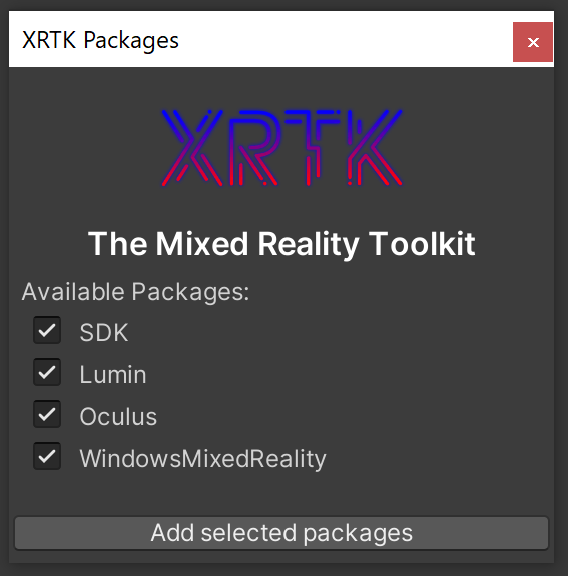 XRTK Packages
XRTK
The Mixed Reality Toolkit
Available Packages:
SDK
Lumin
Oculus
WindowsMixedReality
Add selected packages